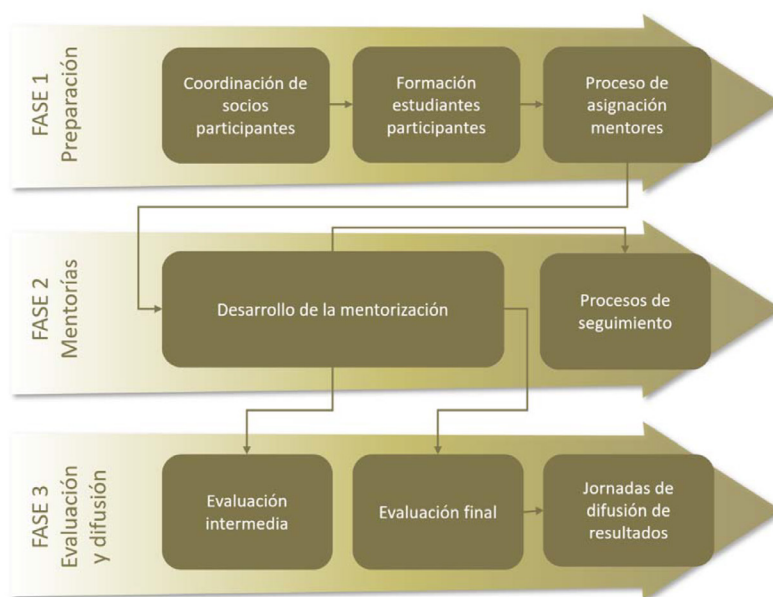 FASE 1
Preparación
Coordinación de
socios
participantes
Formación
estudiantes
participantes
Proceso de
asignación
mentores
FASE 2
Mentorías
Desarrollo de la mentorización
Procesos de
seguimiento
FASE 3
Evaluación
y difusión
Evaluación
intermedia
Evaluación final
Jornadas de
difusión de
resultados